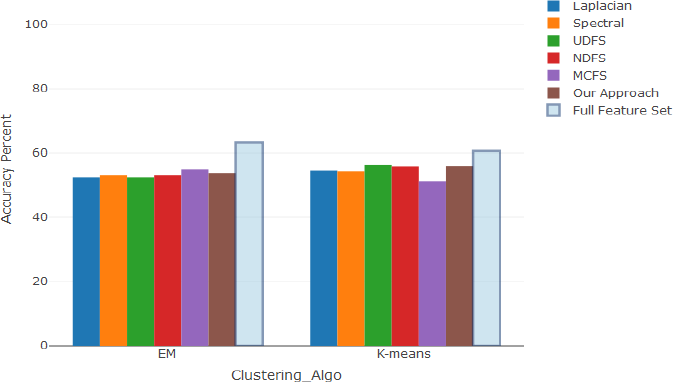 Laplacian
Spectral
UDFS
NDFS
MCFS
Our Approach
Full Feature Set
100
80
60
40
20
0
Accuracy Percent
EM
K-means
Clustering_Algo